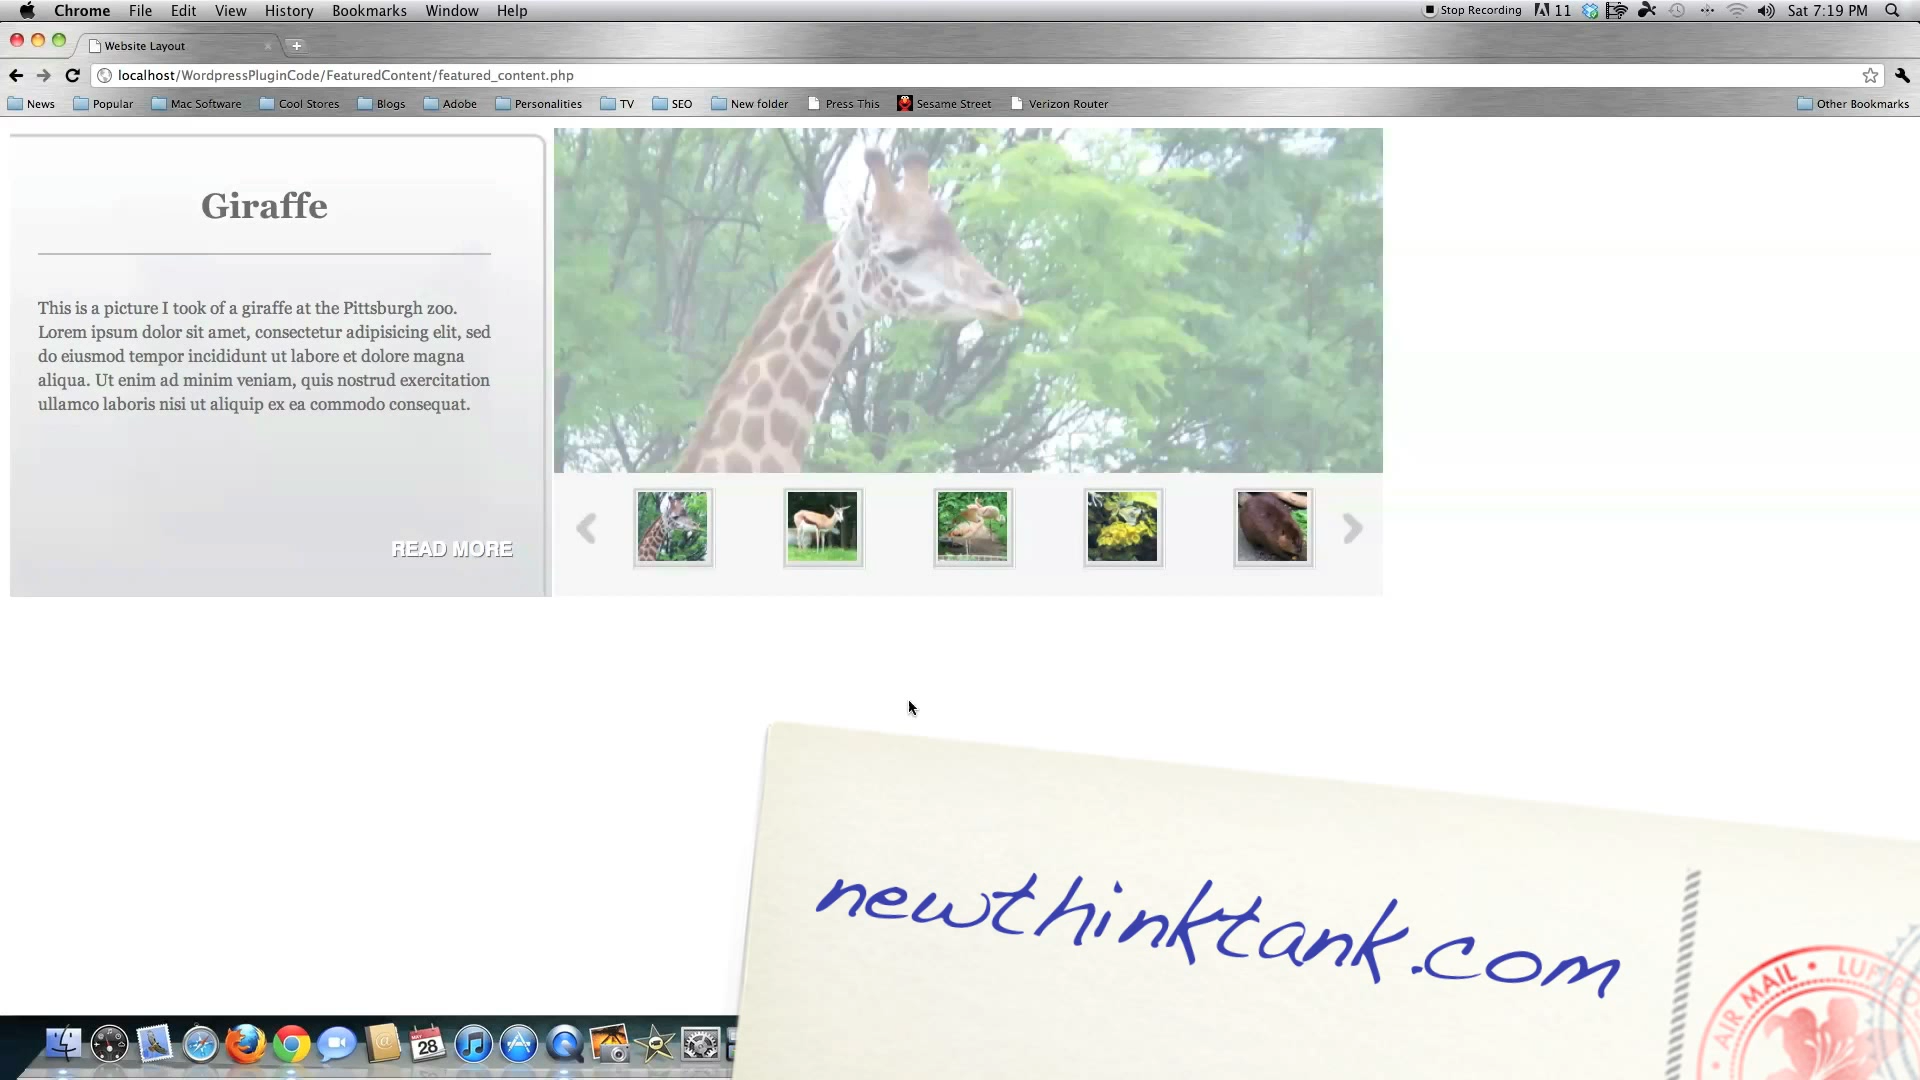 Chrome File Edit View History Bookmarks Window Help Stop Recording 11 Sat 7:19 PM
Website Layout
localhost/WordpressPluginCode/FeaturedContent/featured_content.php
News Popular Mac Software Cool Stores Blogs Adobe Personalities TV SEO New folder Press This Sesame Street Verizon Router Other Bookmarks
Giraffe
This is a picture I took of a giraffe at the Pittsburgh zoo.
Lorem ipsum dolor sit amet, consectetur adipisicing elit, sed
do eiusmod tempor incididunt ut labore et dolore magna
aliqua. Ut enim ad minim veniam, quis nostrud exercitation
ullamco laboris nisi ut aliquip ex ea commodo consequat.
READ MORE
newthinktank.com
AIR MAIL
28